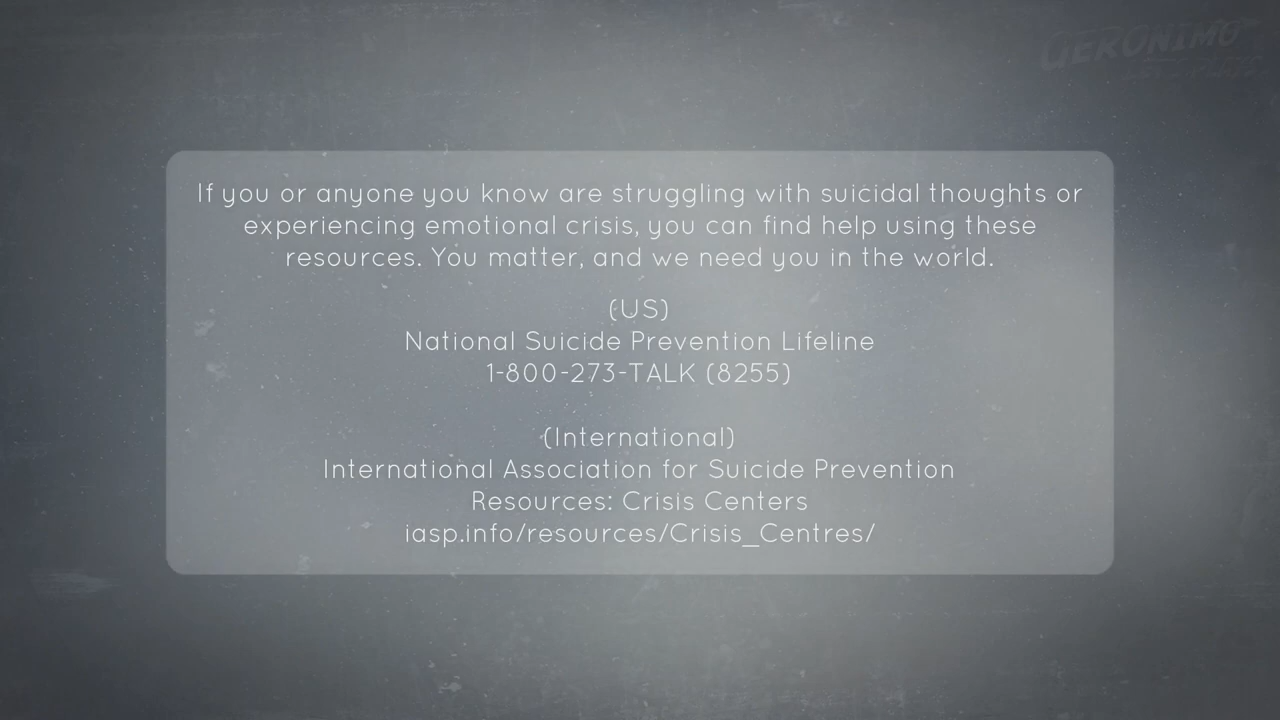 GERONIMO
If you or anyone you know are struggling with suicidal thoughts or
experiencing emotional crisis, you can find help using these
resources. You matter, and we need you in the world.
(US)
National Suicide Prevention Lifeline
1-800-273-TALK (8255)
(International)
International Association for Suicide Prevention
Resources: Crisis Centers
iasp.info/resources/Crisis_Centres/